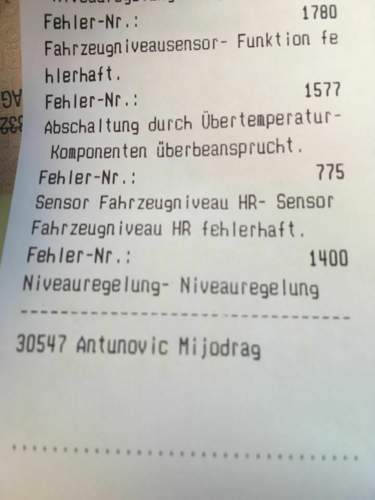 Niveauregelung
Fehler-Nr.: 1780
Fahrzeugniveausensor- Funktion fe
hlerhaft.
Fehler-Nr.: 1577
Abschaltung durch Übertemperatur-
Komponenten überbeansprucht.
Fehler-Nr.: 775
Sensor Fahrzeugniveau HR- Sensor
Fahrzeugniveau HR fehlerhaft.
Fehler-Nr.: 1400
Niveauregelung- Niveauregelung
30547 Antunovic Mijodrag